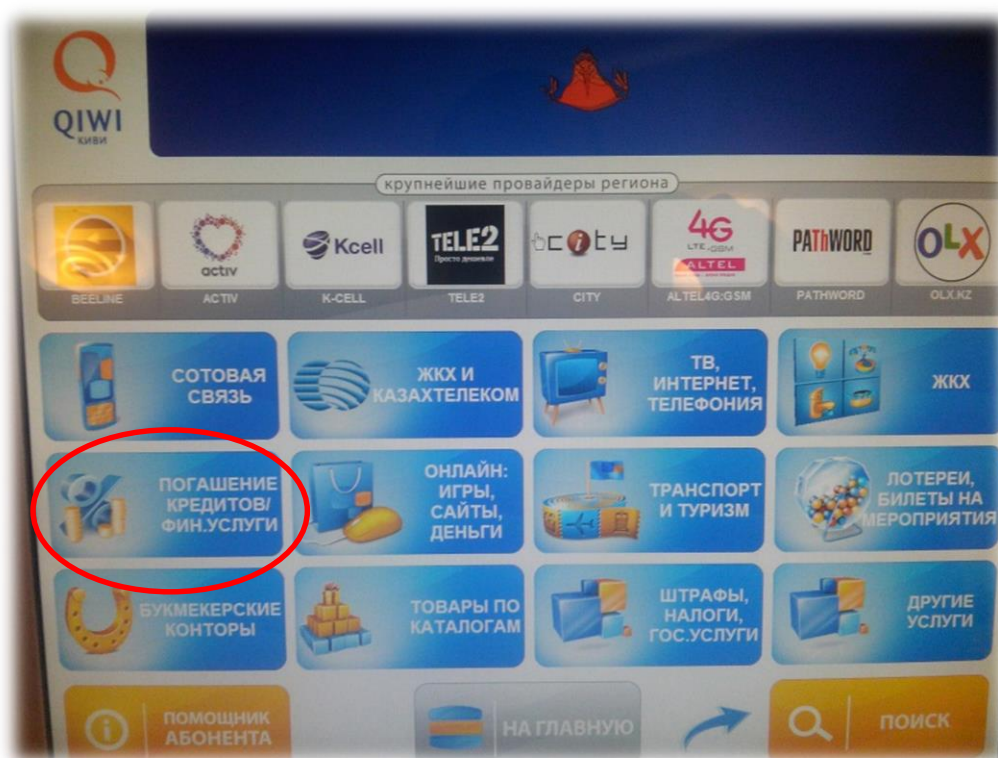 QIWI
КИВИ
крупнейшие провайдеры региона
activ
Kcell
TELE2
Просто дешевле
city
4G
LTE GSM
ALTEL
PAThWORD
OLX
BEELINE
ACTIV
K-CELL
TELE2
CITY
ALTEL4G:GSM
PATHWORD
OLX.KZ
СОТОВАЯ
СВЯЗЬ
ЖКХ И
КАЗАХТЕЛЕКОМ
ТВ,
ИНТЕРНЕТ,
ТЕЛЕФОНИЯ
ЖКХ
ПОГАШЕНИЕ
КРЕДИТОВ/
ФИН.УСЛУГИ
ОНЛАЙН:
ИГРЫ,
САЙТЫ,
ДЕНЬГИ
ТРАНСПОРТ
И ТУРИЗМ
ЛОТЕРЕИ,
БИЛЕТЫ НА
МЕРОПРИЯТИЯ
БУКМЕКЕРСКИЕ
КОНТОРЫ
ТОВАРЫ ПО
КАТАЛОГАМ
ШТРАФЫ,
НАЛОГИ,
ГОС.УСЛУГИ
ДРУГИЕ
УСЛУГИ
ПОМОЩНИК
АБОНЕНТА
НА ГЛАВНУЮ
ПОИСК